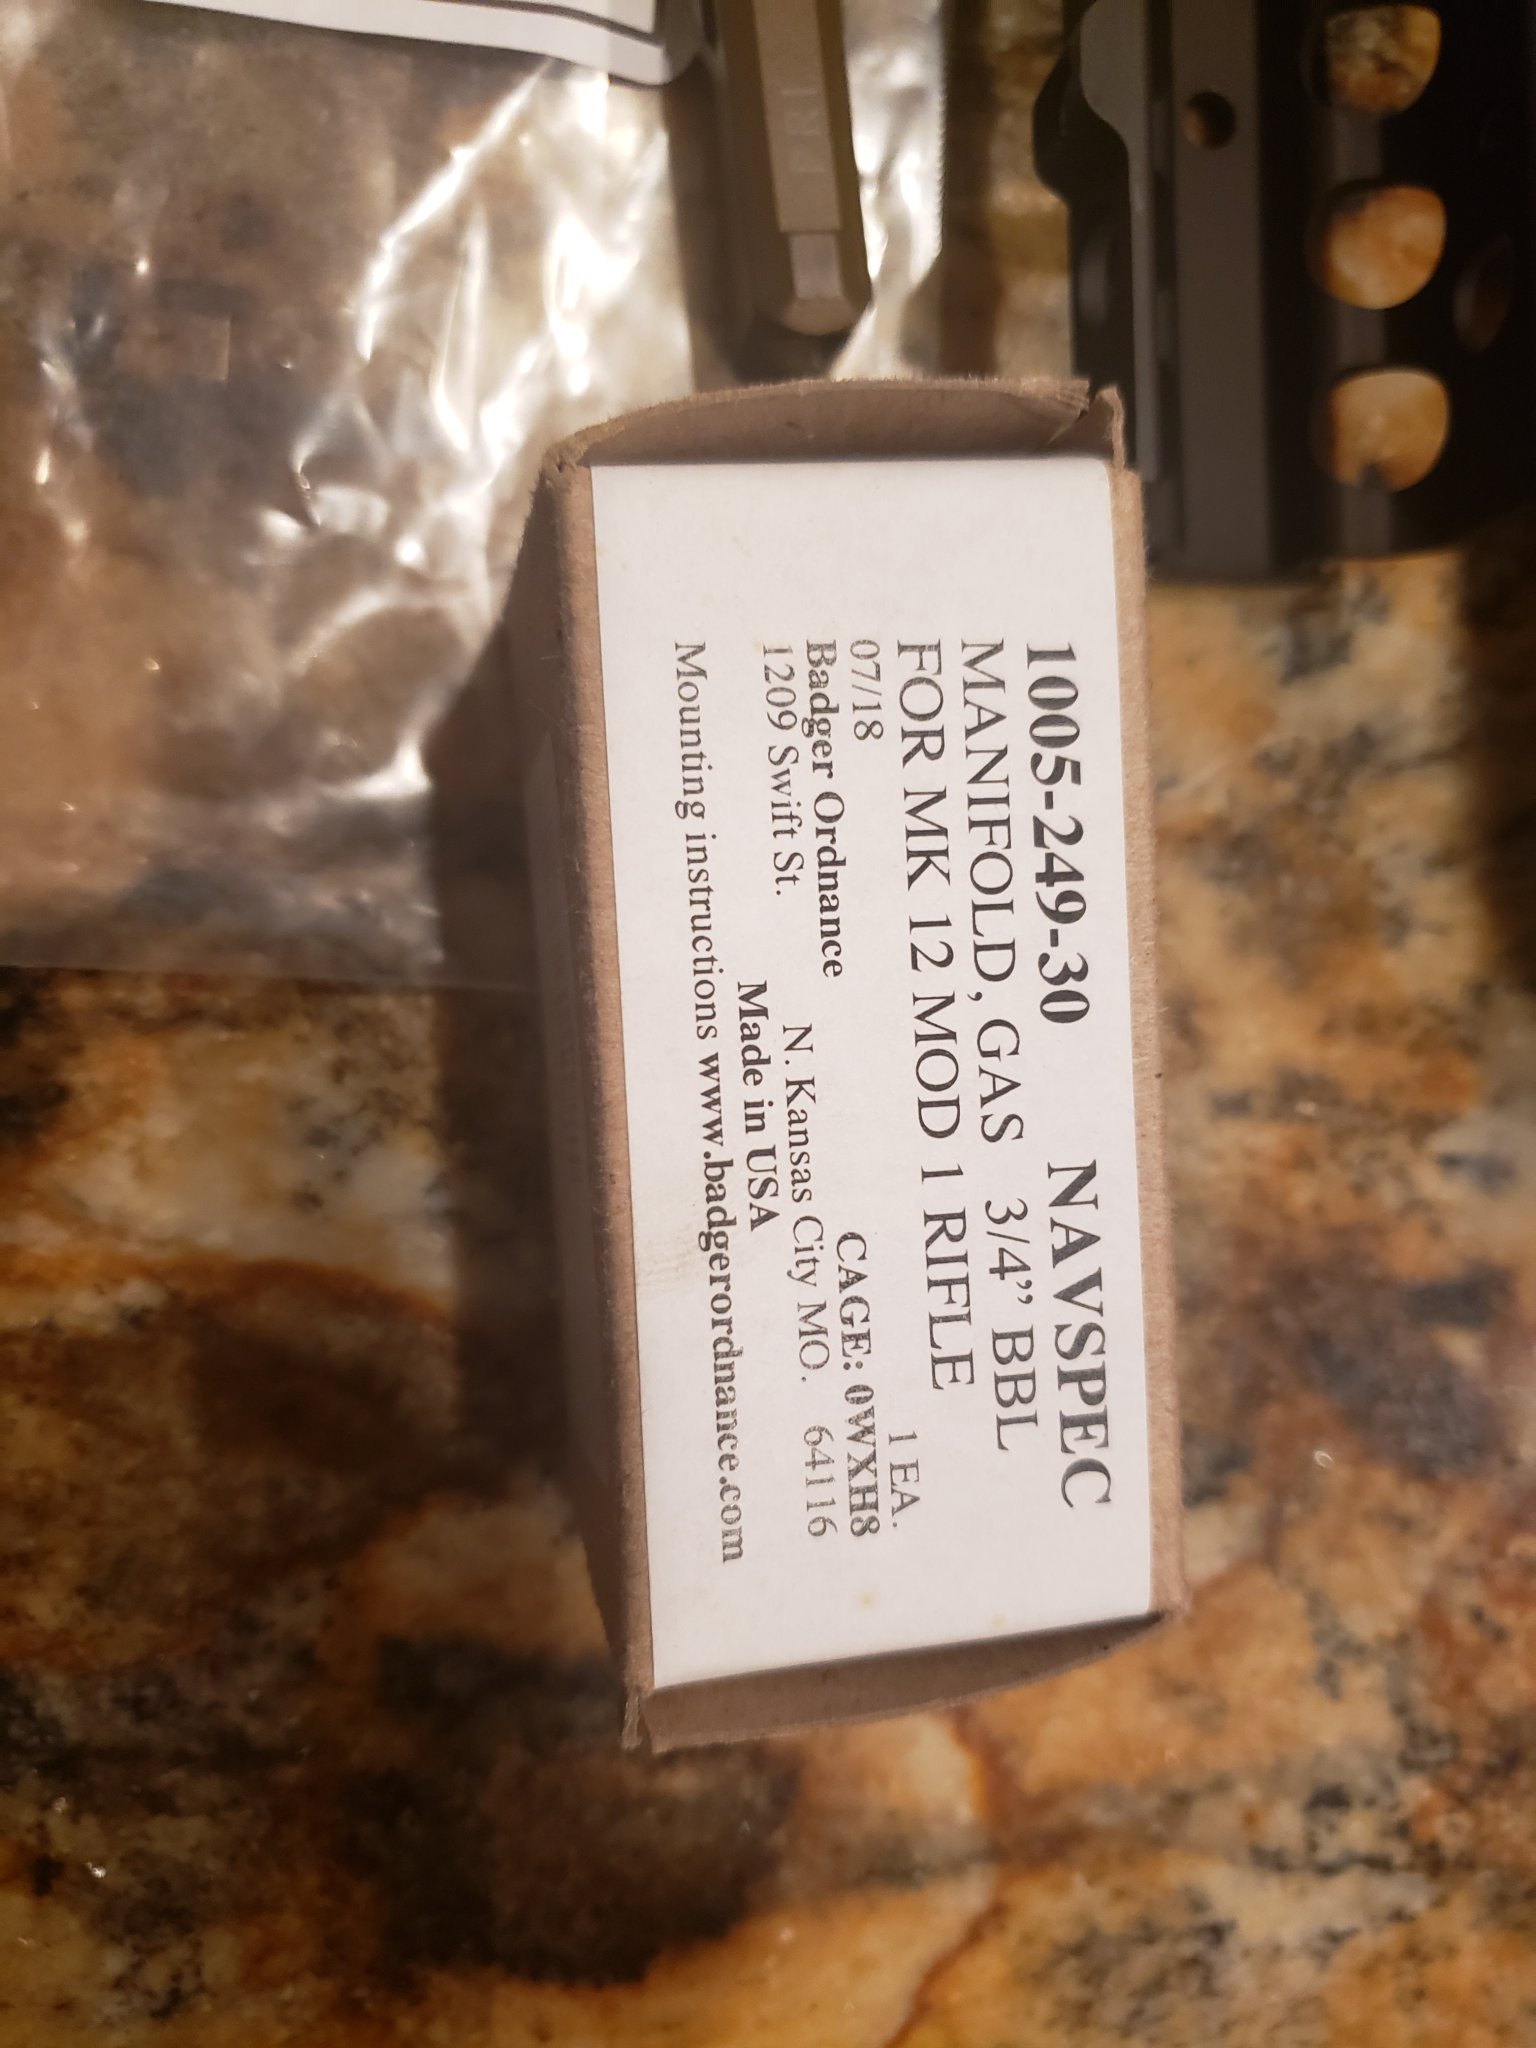 1005-249-30 NAVSPEC
MANIFOLD, GAS 3/4” BBL
FOR MK 12 MOD 1 RIFLE
1 EA.
07/18
CAGE: 0WXH8
Badger Ordnance
1209 Swift St. N. Kansas City MO. 64116
Made in USA
Mounting instructions www.badgerordnance.com